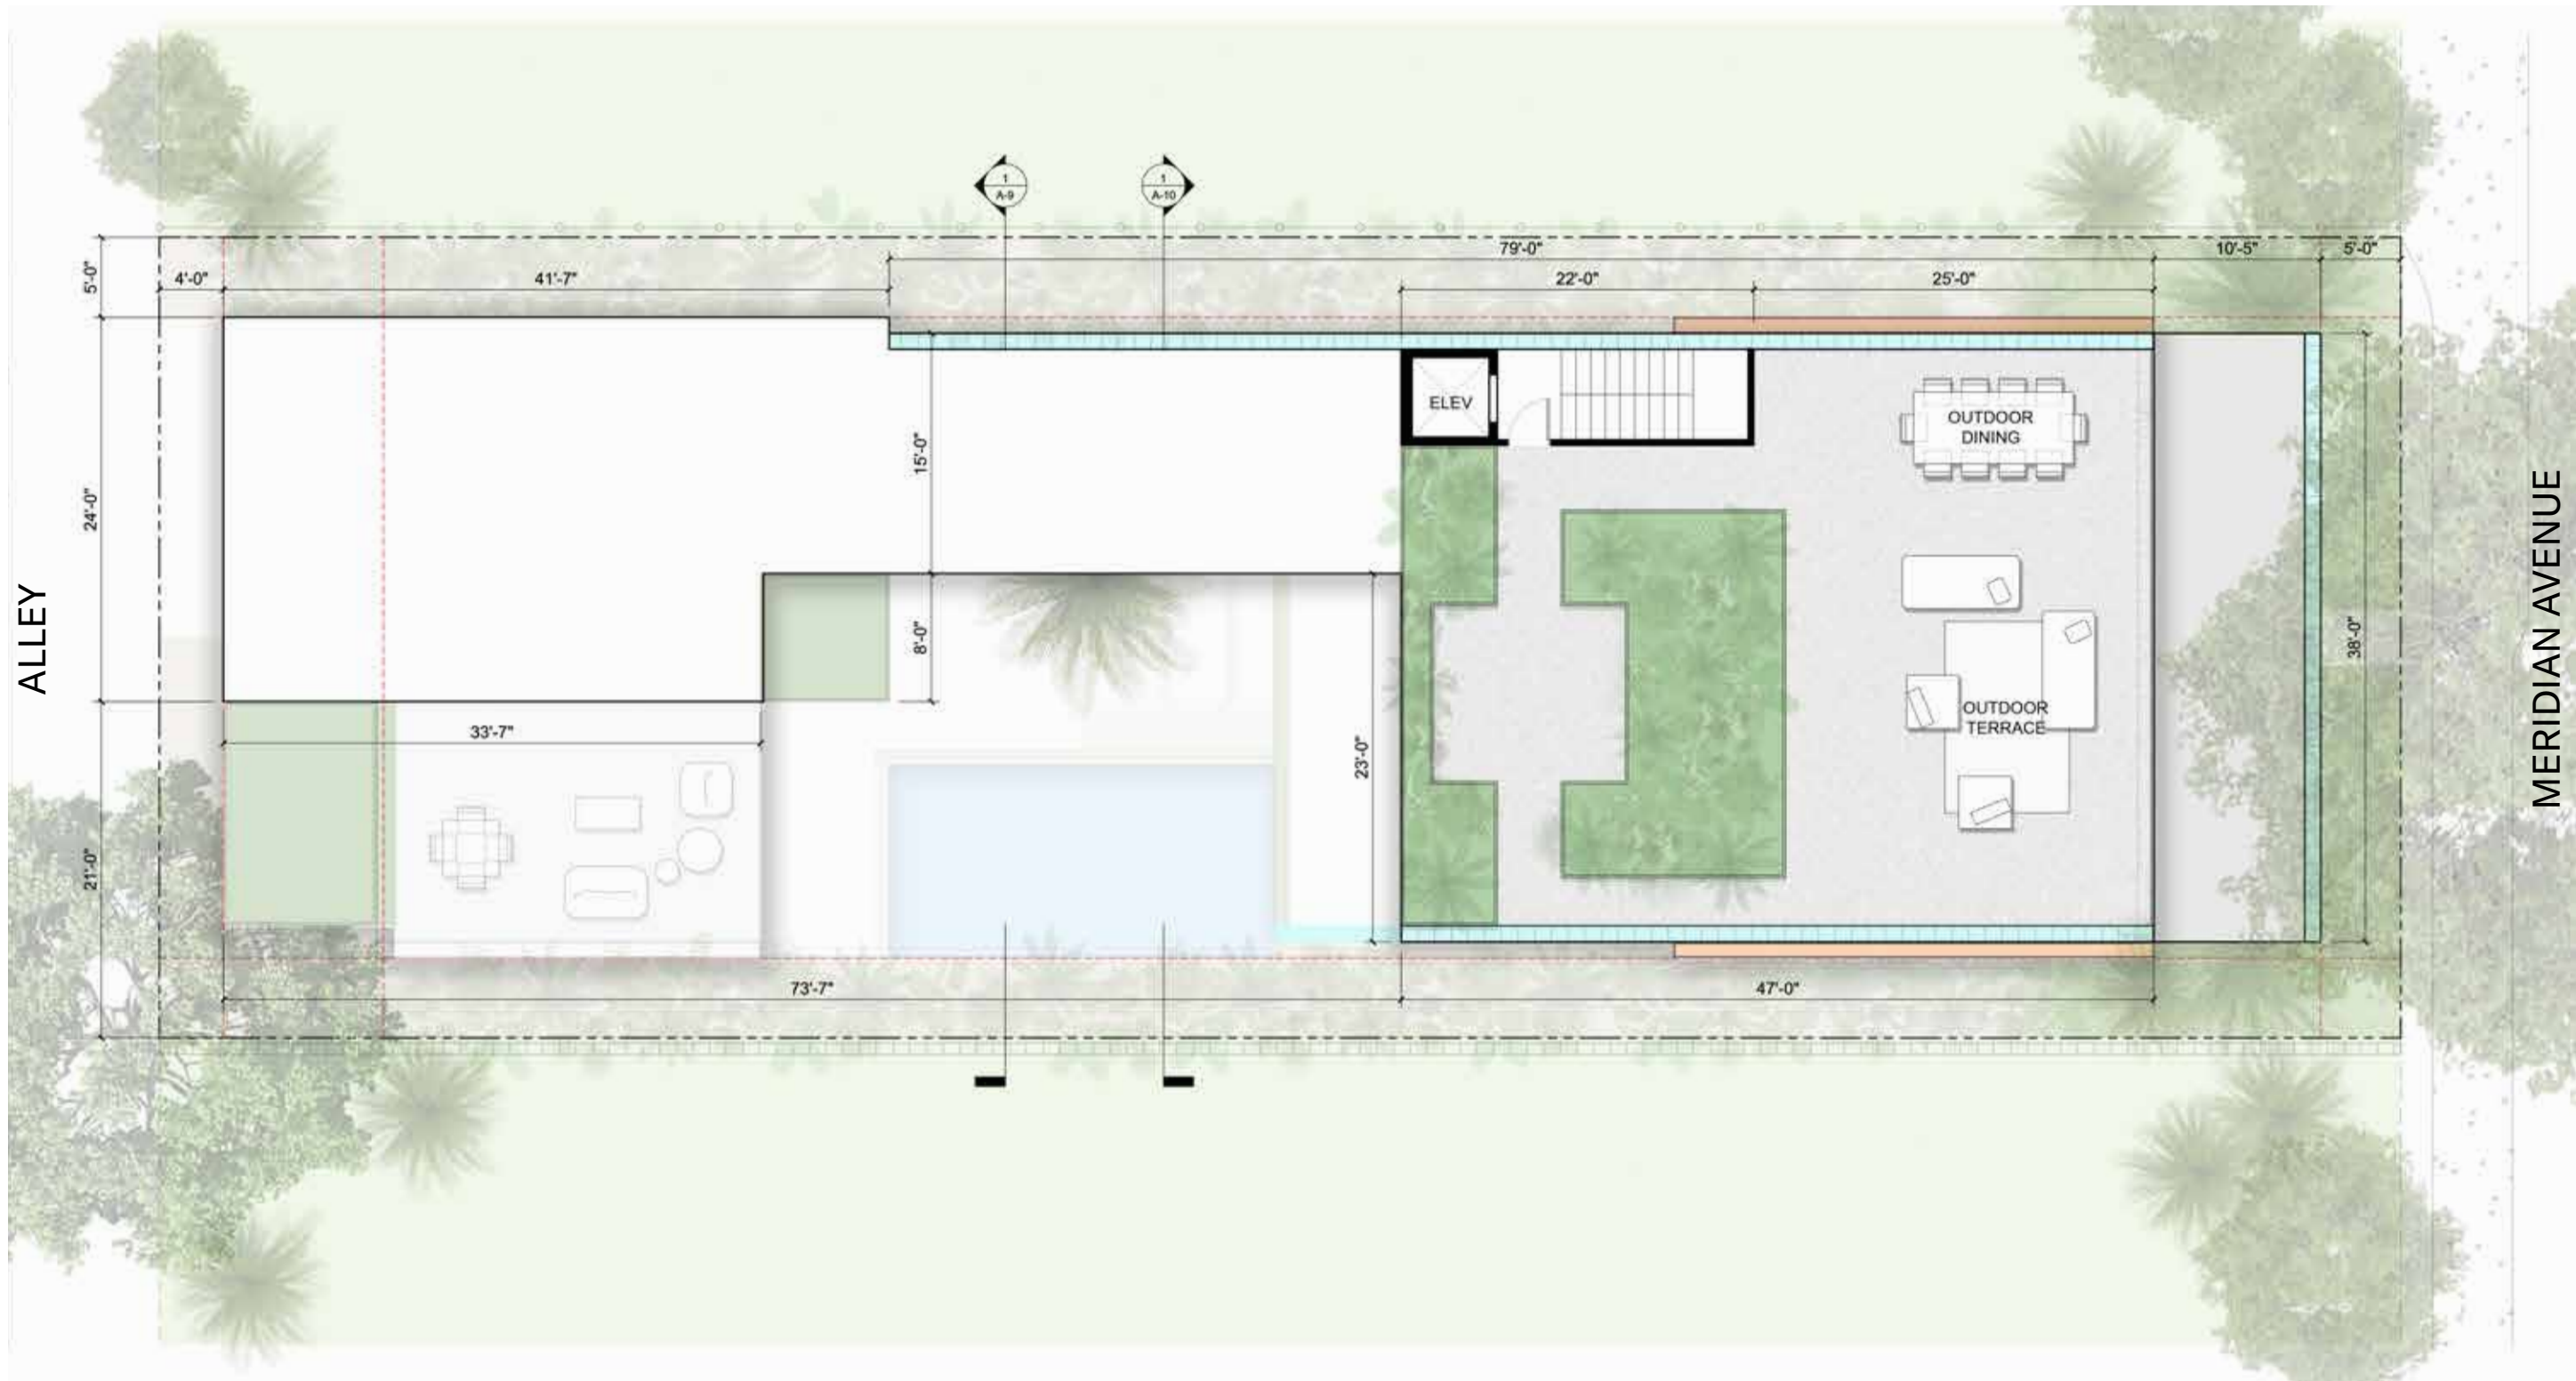 1
A-9
1
A-10
79'-0"
10'-5"
5'-0"
5'-0"
4'-0"
41'-7"
22'-0"
25'-0"
ELEV
OUTDOOR
DINING
15'-0"
24'-0"
ALLEY
8'-0"
38'-0"
MERIDIAN AVENUE
33'-7"
23'-0"
OUTDOOR
TERRACE
21'-0"
73'-7"
47'-0"